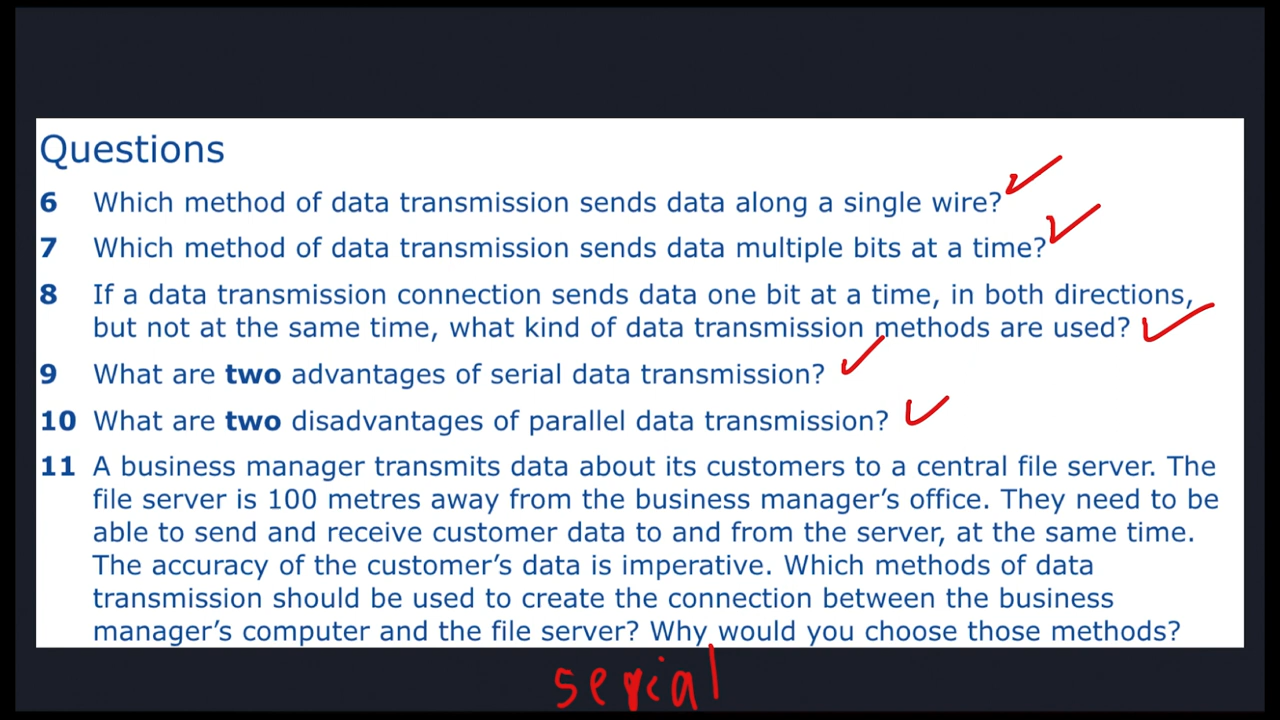 Questions
6 Which method of data transmission sends data along a single wire?
7 Which method of data transmission sends data multiple bits at a time?
8 If a data transmission connection sends data one bit at a time, in both directions,
but not at the same time, what kind of data transmission methods are used?
9 What are two advantages of serial data transmission?
10 What are two disadvantages of parallel data transmission?
11 A business manager transmits data about its customers to a central file server. The
file server is 100 metres away from the business manager's office. They need to be
able to send and receive customer data to and from the server, at the same time.
The accuracy of the customer's data is imperative. Which methods of data
transmission should be used to create the connection between the business
manager's computer and the file server? Why would you choose those methods?
serial